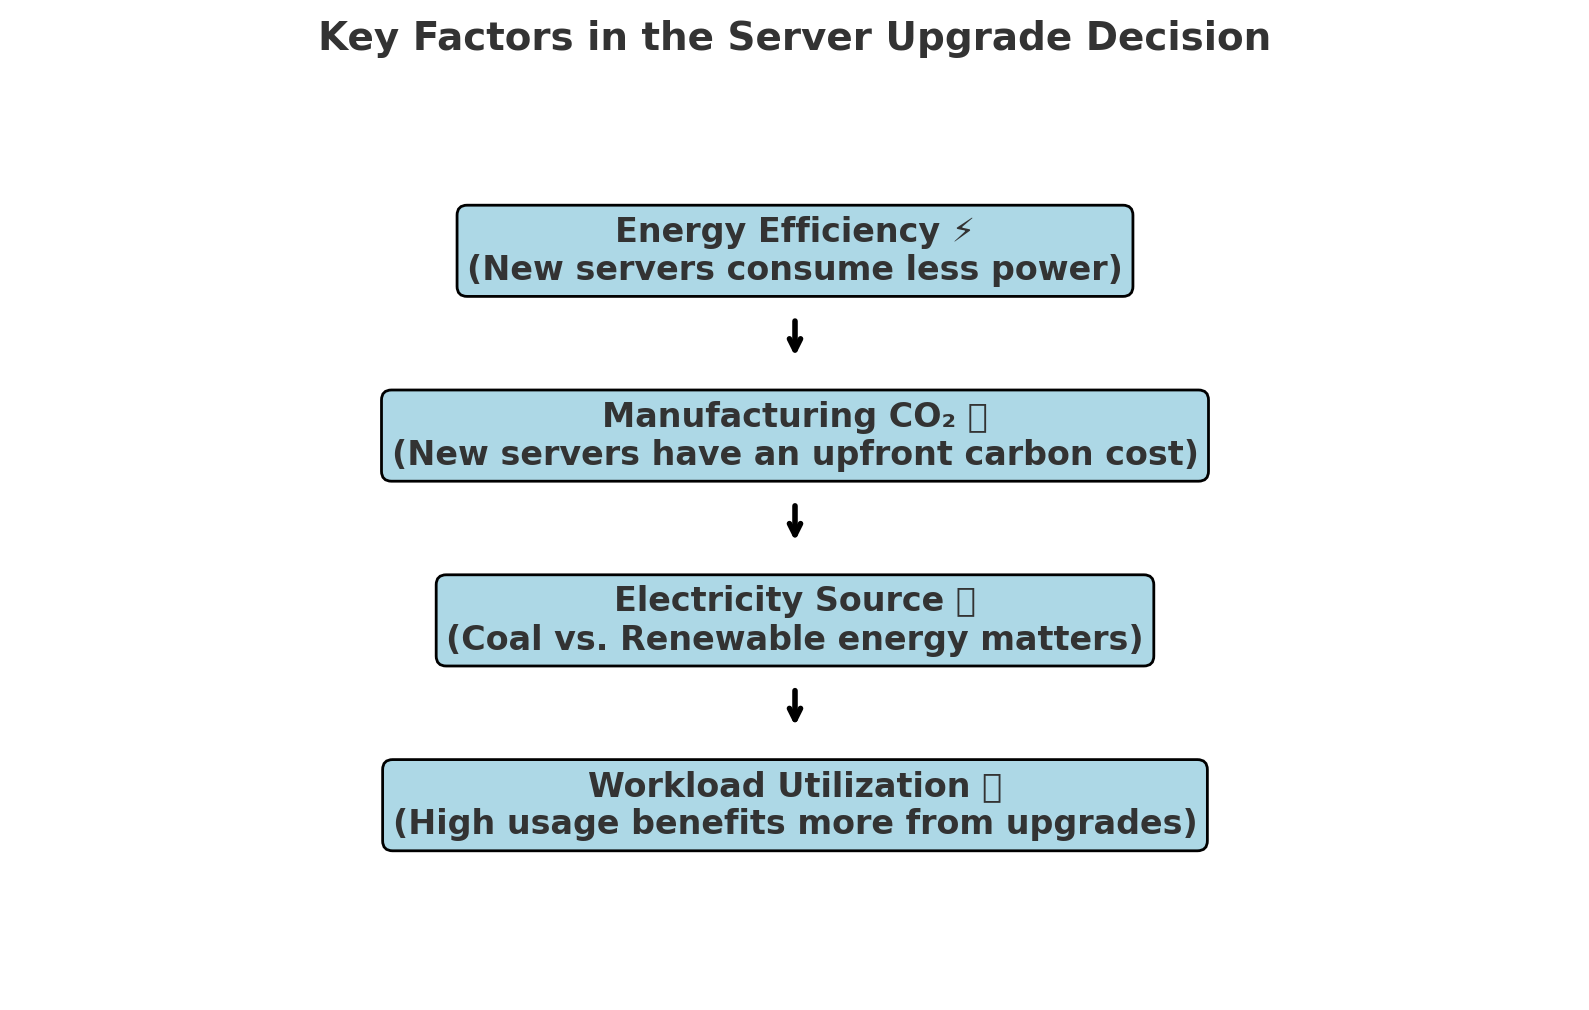 Key Factors in the Server Upgrade Decision
Energy Efficiency ⚡
(New servers consume less power)
Manufacturing CO₂
(New servers have an upfront carbon cost)
Electricity Source
(Coal vs. Renewable energy matters)
Workload Utilization
(High usage benefits more from upgrades)